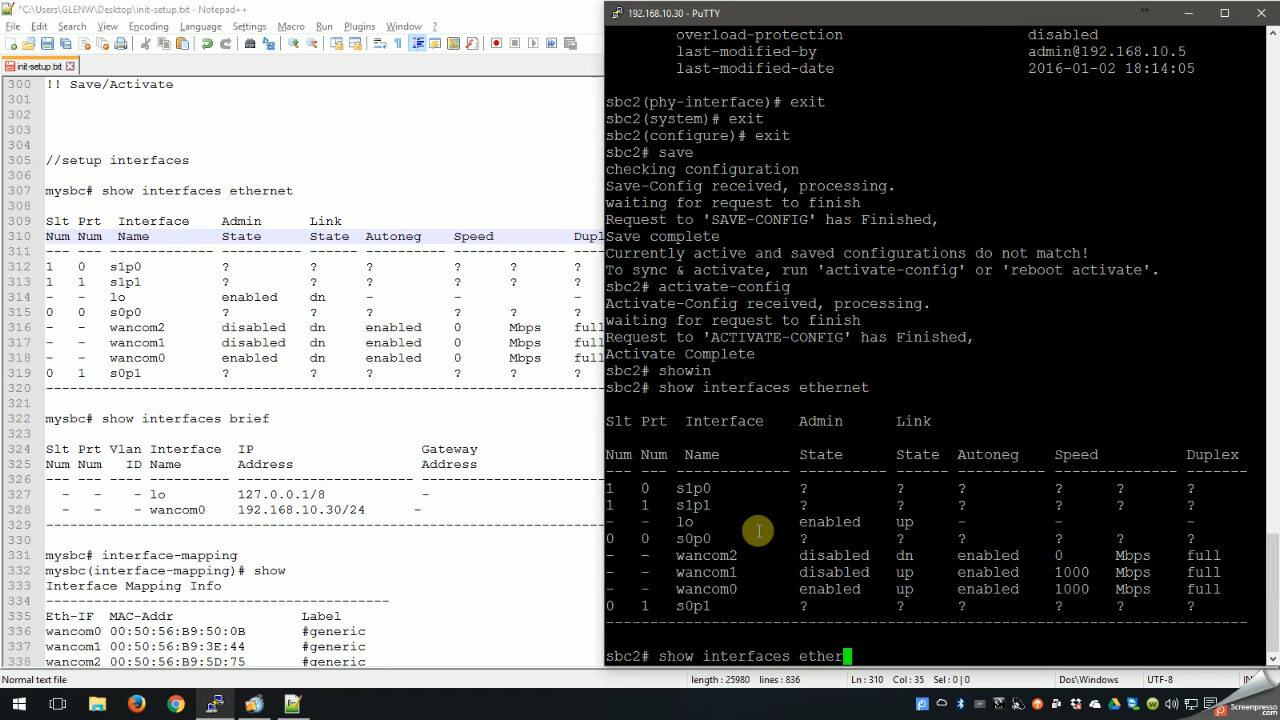 *C:\Users\GLENW\Desktop\init-setup.txt - Notepad++
File Edit Search View Encoding Language Settings Macro Run Plugins Window ?
X
init-setup.txt
300 !! Save/Activate
301
302
303
304
305 //setup interfaces
306
307 mysbc# show interfaces ethernet
308
309 Slt Prt Interface Admin Link
310 Num Num Name State State Autoneg Speed Dupl
311 --- --- ------------- ---------- ------- ------- ------------- ------
312 1 0 s1p0 ? ? ? ? ? ?
313 1 1 s1p1 ? ? ? ? ? ?
314 - - lo enabled dn - - -
315 0 0 s0p0 ? ? ? ? ? ?
316 - - wancom2 disabled dn enabled 0 Mbps full
317 - - wancom1 disabled dn enabled 0 Mbps full
318 - - wancom0 enabled dn enabled 0 Mbps full
319 0 1 s0p1 ? ? ? ? ? ?
320 ------------------------------------------------------------------------
321
322 mysbc# show interfaces brief
323
324 Slt Prt Vlan Interface IP Gateway
325 Num Num ID Name Address Address
326 --- --- ---- ---------- ----------------------- -----------------------
327 - - - lo 127.0.0.1/8 -
328 - - - wancom0 192.168.10.30/24 -
329 ------------------------------------------------------------------------
330
331 mysbc# interface-mapping
332 mysbc(interface-mapping)# show
333 Interface Mapping Info
334 -------------------------------------------
335 Eth-IF MAC-Addr Label
336 wancom0 00:50:56:B9:50:0B #generic
337 wancom1 00:50:56:B9:3E:44 #generic
338 wancom2 00:50:56:B9:5D:75 #generic
Normal text file length : 25980 lines : 836 Ln : 310 Col : 35 Sel : 0 | 0 Dos\Windows UTF-8 IN
192.168.10.30 - PuTTY
overload-protection disabled
last-modified-by admin@192.168.10.5
last-modified-date 2016-01-02 18:14:05
sbc2(phy-interface)# exit
sbc2(system)# exit
sbc2(configure)# exit
sbc2# save
checking configuration
Save-Config received, processing.
waiting for request to finish
Request to 'SAVE-CONFIG' has Finished,
Save complete
Currently active and saved configurations do not match!
To sync & activate, run 'activate-config' or 'reboot activate'.
sbc2# activate-config
Activate-Config received, processing.
waiting for request to finish
Request to 'ACTIVATE-CONFIG' has Finished,
Activate Complete
sbc2# showin
sbc2# show interfaces ethernet
Slt Prt Interface Admin Link
Num Num Name State State Autoneg Speed Duplex
--- --- ------------- ---------- ----- ------- -------------- -------
1 0 s1p0 ? ? ? ? ? ?
1 1 s1p1 ? ? ? ? ? ?
- - lo enabled up - - -
0 0 s0p0 ? ? ? ? ? ?
- - wancom2 disabled dn enabled 0 Mbps full
- - wancom1 disabled up enabled 1000 Mbps full
- - wancom0 enabled up enabled 1000 Mbps full
0 1 s0p1 ? ? ? ? ? ?
-------------------------------------------------------------------------
sbc2# show interfaces ether
Screenpresso
.com